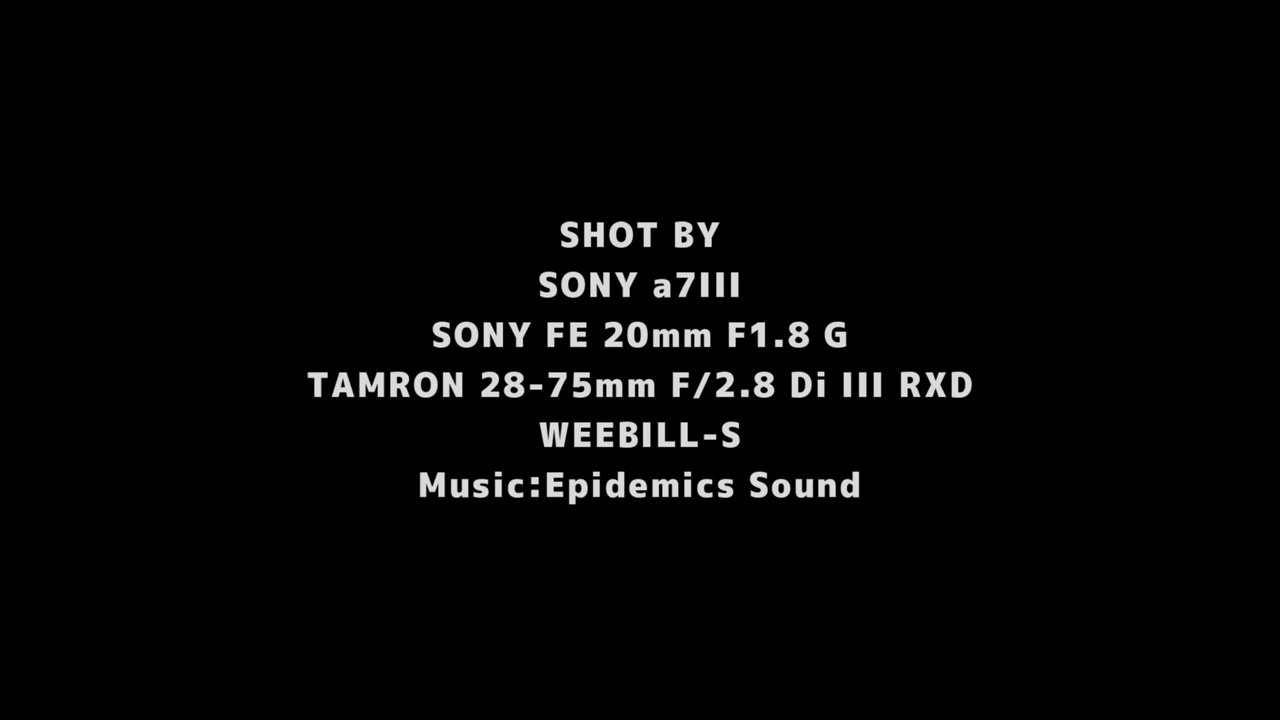 SHOT BY
SONY a7III
SONY FE 20mm F1.8 G
TAMRON 28-75mm F/2.8 Di III RXD
WEEBILL-S
Music:Epidemics Sound